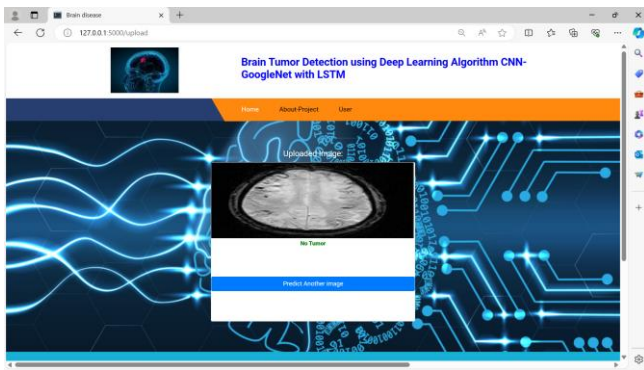 Brain disease
127.0.0.1:5000/upload
Brain Tumor Detection using Deep Learning Algorithm CNN-
GoogleNet with LSTM
Home About-Project User
Uploaded Image:
No Tumor
Predict Another image